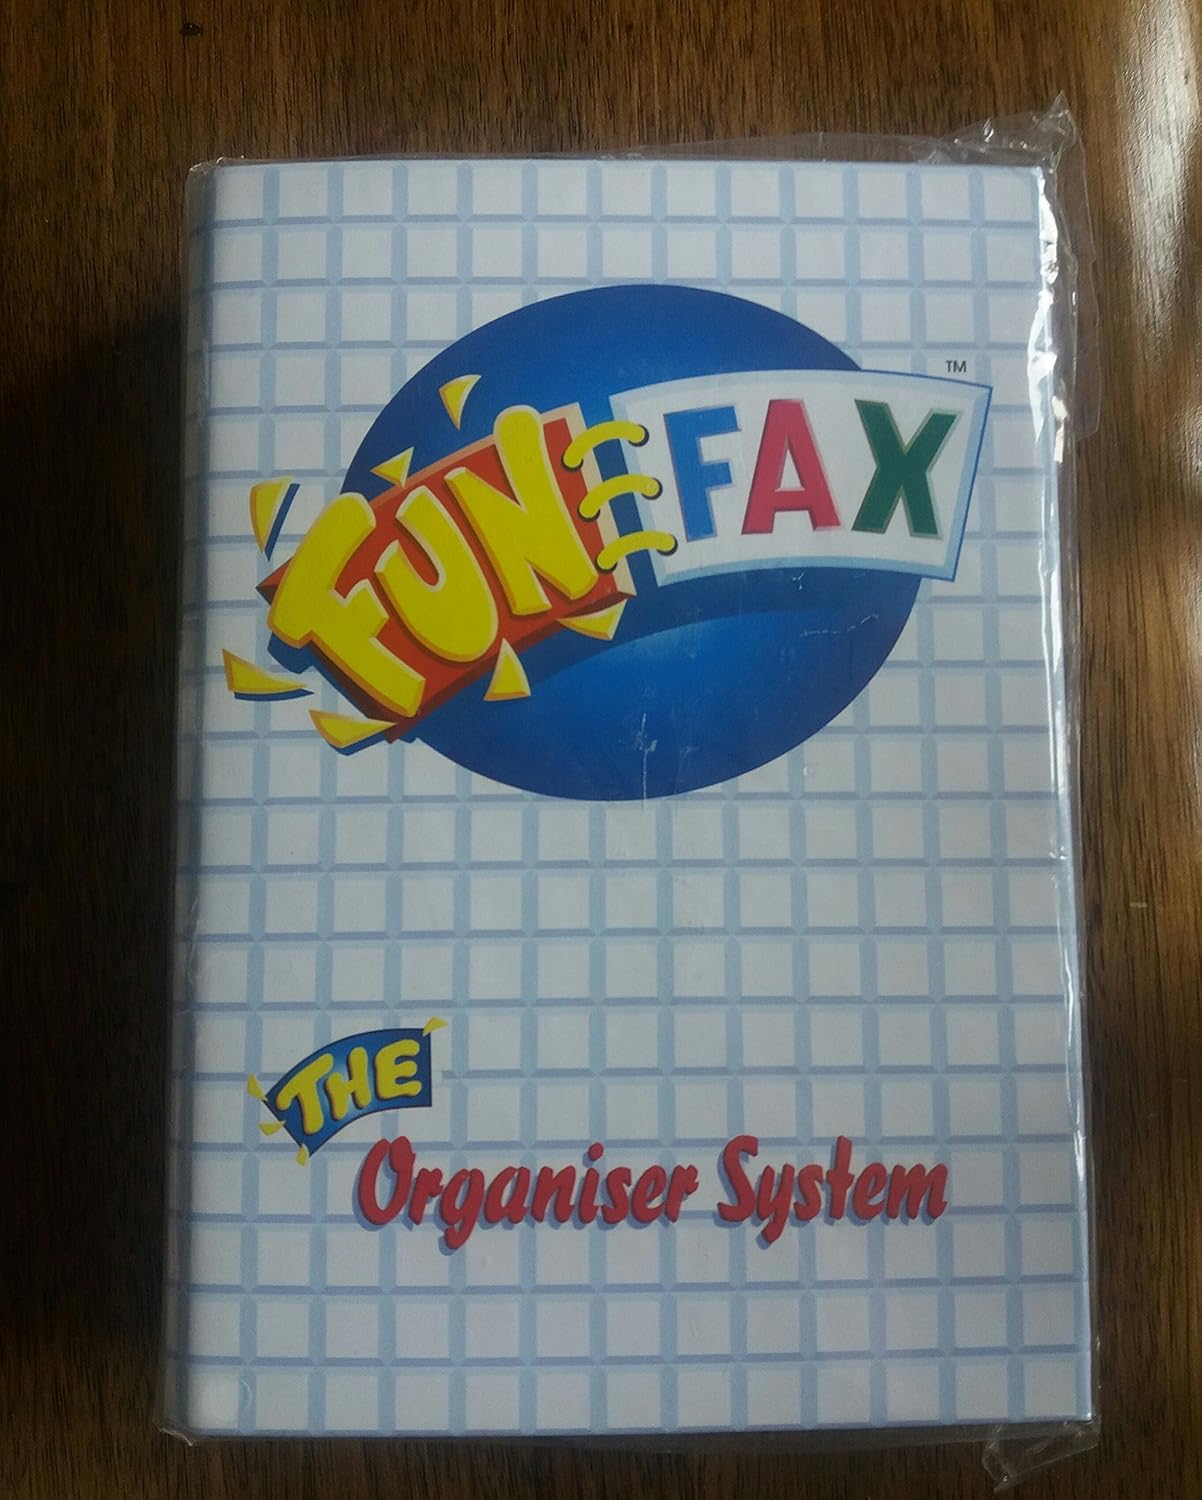 FUN FAX TM
THE
Organiser System